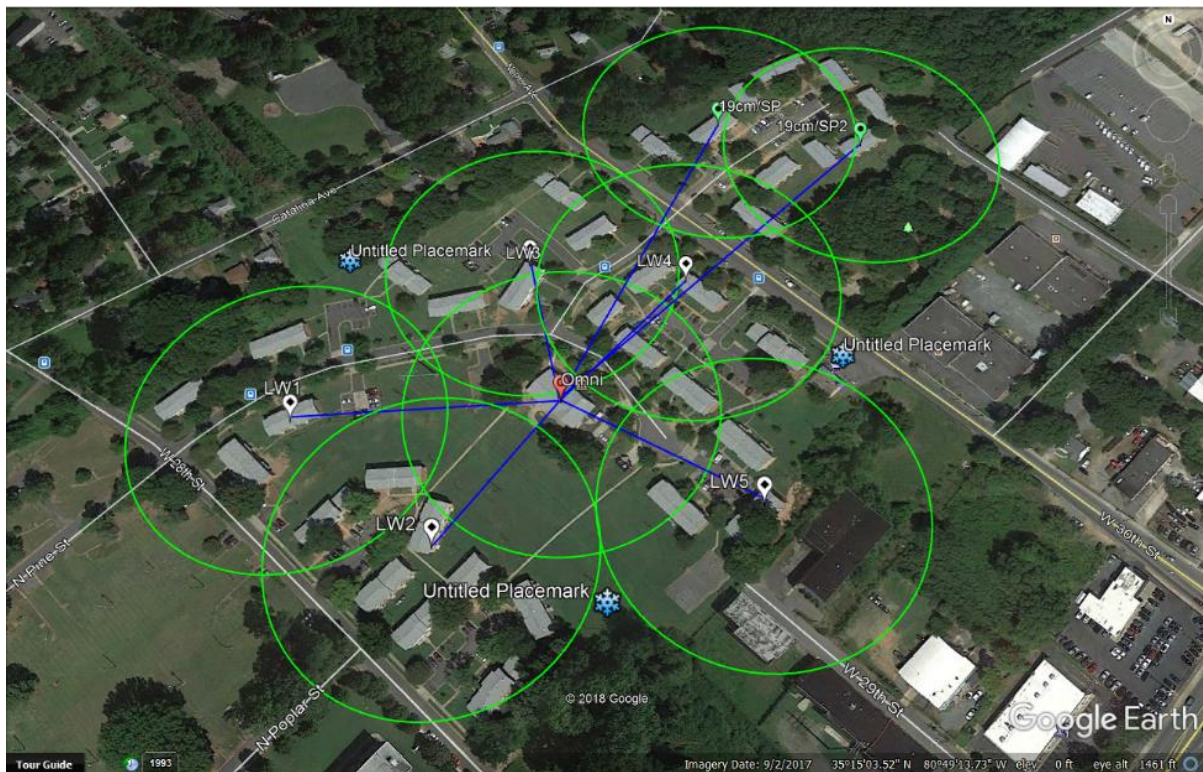 N
Norris Ave
19cm/SP
19cm/SP2
Catalina Ave
Untitled Placemark
LW3
LW4
Untitled Placemark
Omni
LW1
W 28th St
LW5
LW2
W 30th St
N Pine St
Untitled Placemark
W 29th St
N Poplar St
© 2018 Google
Google Earth
Tour Guide
1993
Imagery Date: 9/2/2017 35°15'03.52" N 80°49'13.73" W elev 0 ft eye alt 1461 ft